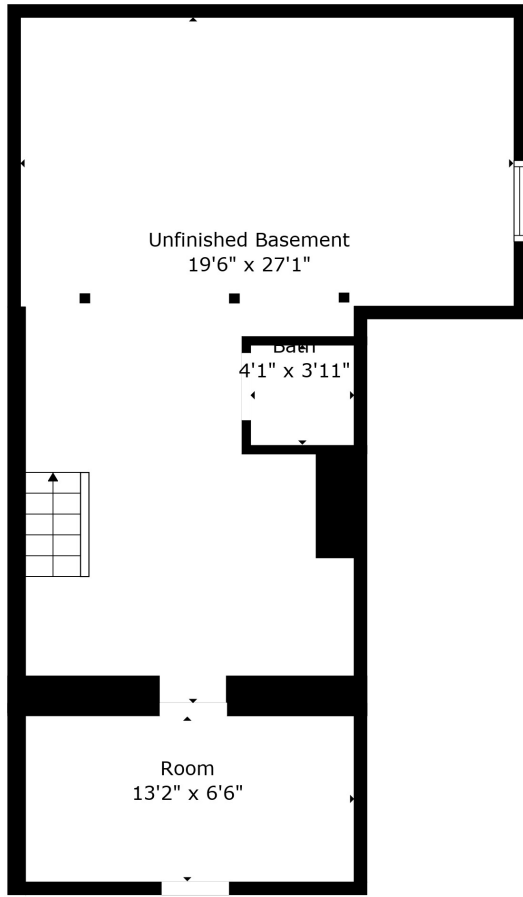 Unfinished Basement
19'6" x 27'1"
Bath
4'1" x 3'11"
Room
13'2" x 6'6"